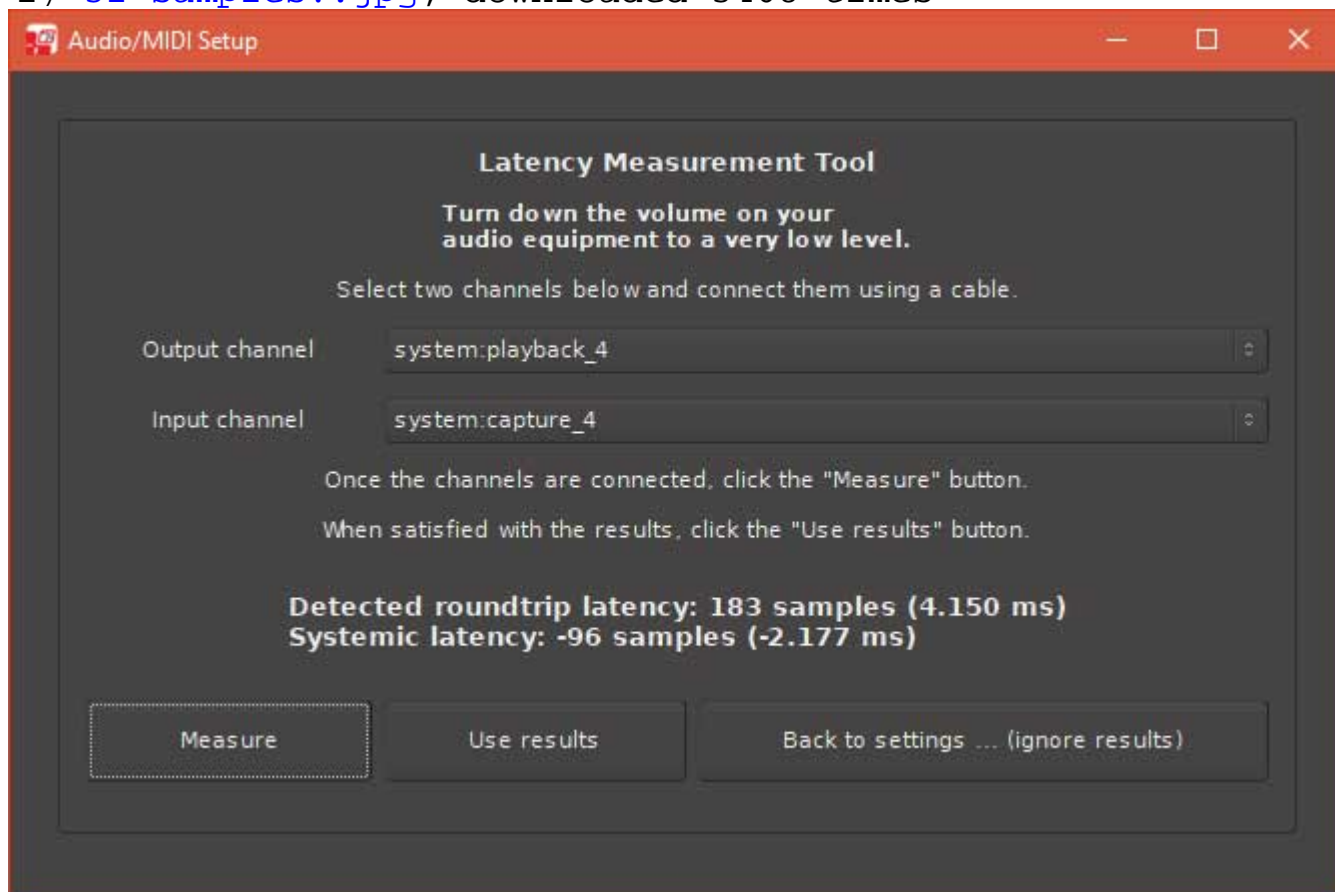 Audio/MIDI Setup
Latency Measurement Tool
Turn down the volume on your
audio equipment to a very low level.
Select two channels below and connect them using a cable.
Output channel system:playback_4
Input channel system:capture_4
Once the channels are connected, click the "Measure" button.
When satisfied with the results, click the "Use results" button.
Detected roundtrip latency: 183 samples (4.150 ms)
Systemic latency: -96 samples (-2.177 ms)
Measure Use results Back to settings ... (ignore results)